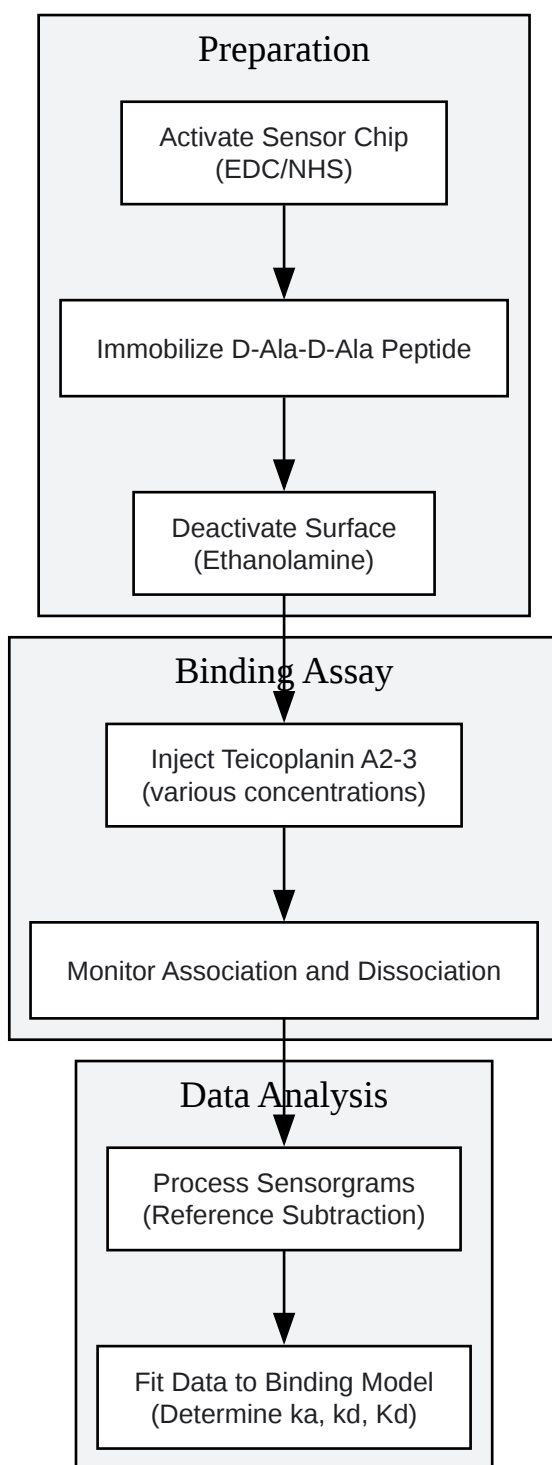 Preparation
Activate Sensor Chip
(EDC/NHS)
Immobilize D-Ala-D-Ala Peptide
Deactivate Surface
(Ethanolamine)
Binding Assay
Inject Teicoplanin A2-3
(various concentrations)
Monitor Association and Dissociation
Data Analysis
Process Sensorgrams
(Reference Subtraction)
Fit Data to Binding Model
(Determine ka, kd, Kd)